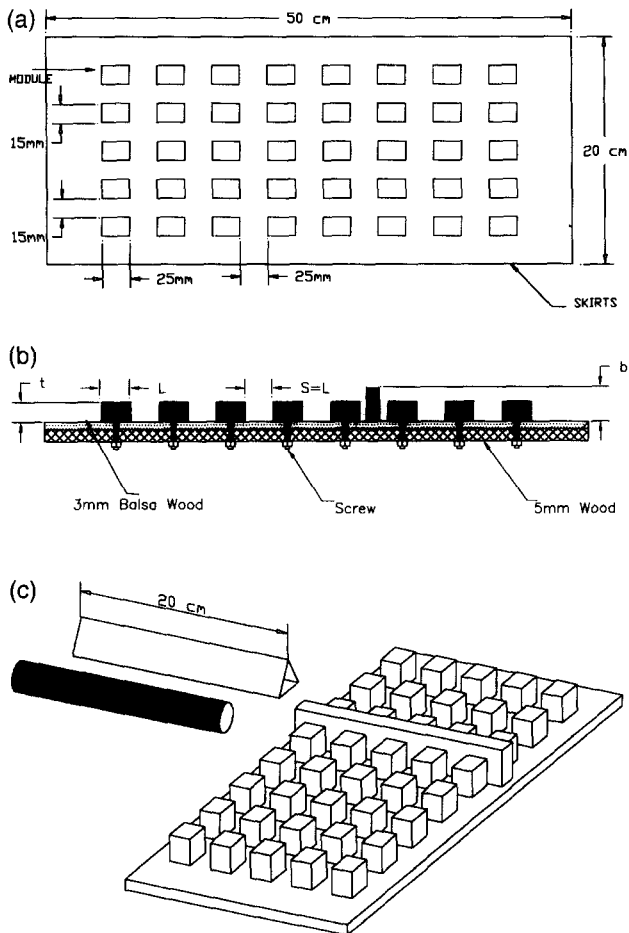 (a)
50 cm
MODULE
15mm
20 cm
15mm
25mm
25mm
SKIRTS
(b)
t
L
S=L
b
3mm Balsa Wood
Screw
5mm Wood
(c)
20 cm